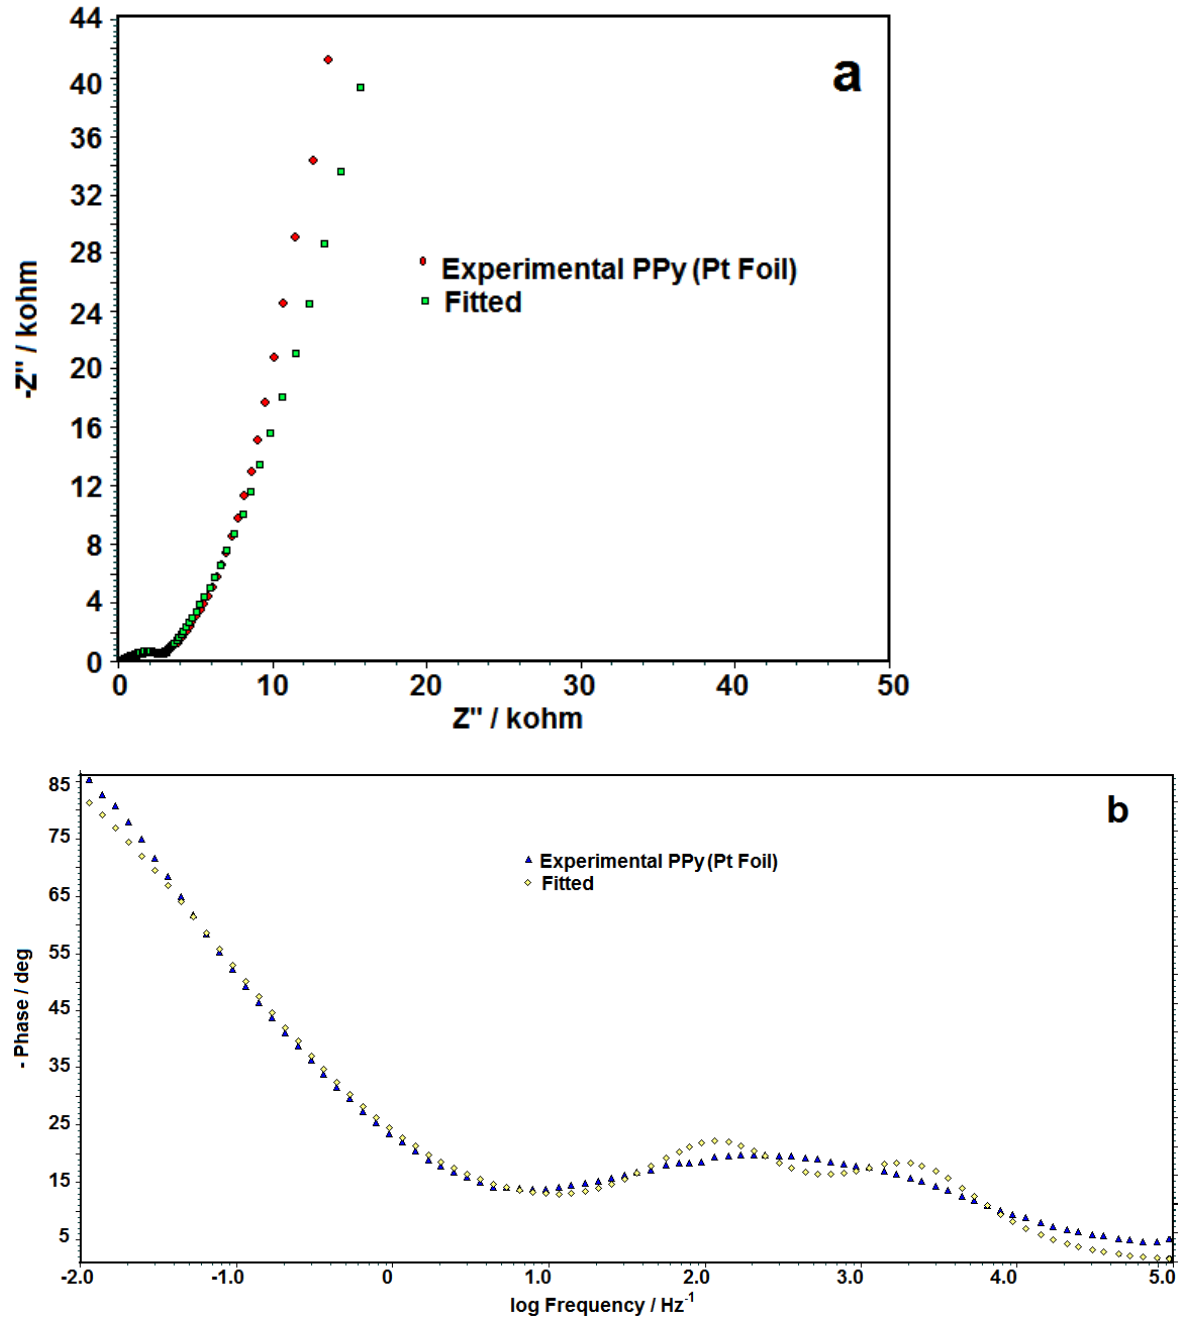 44
a
40
36
32
28
Experimental PPy (Pt Foil)
Fitted
24
20
16
12
8
4
0
-Z'' / kohm
0 10 20 30 40 50
Z'' / kohm
85
b
75
Experimental PPy (Pt Foil)
Fitted
65
55
45
35
25
15
5
- Phase / deg
-2.0 -1.0 0 1.0 2.0 3.0 4.0 5.0
log Frequency / Hz⁻¹